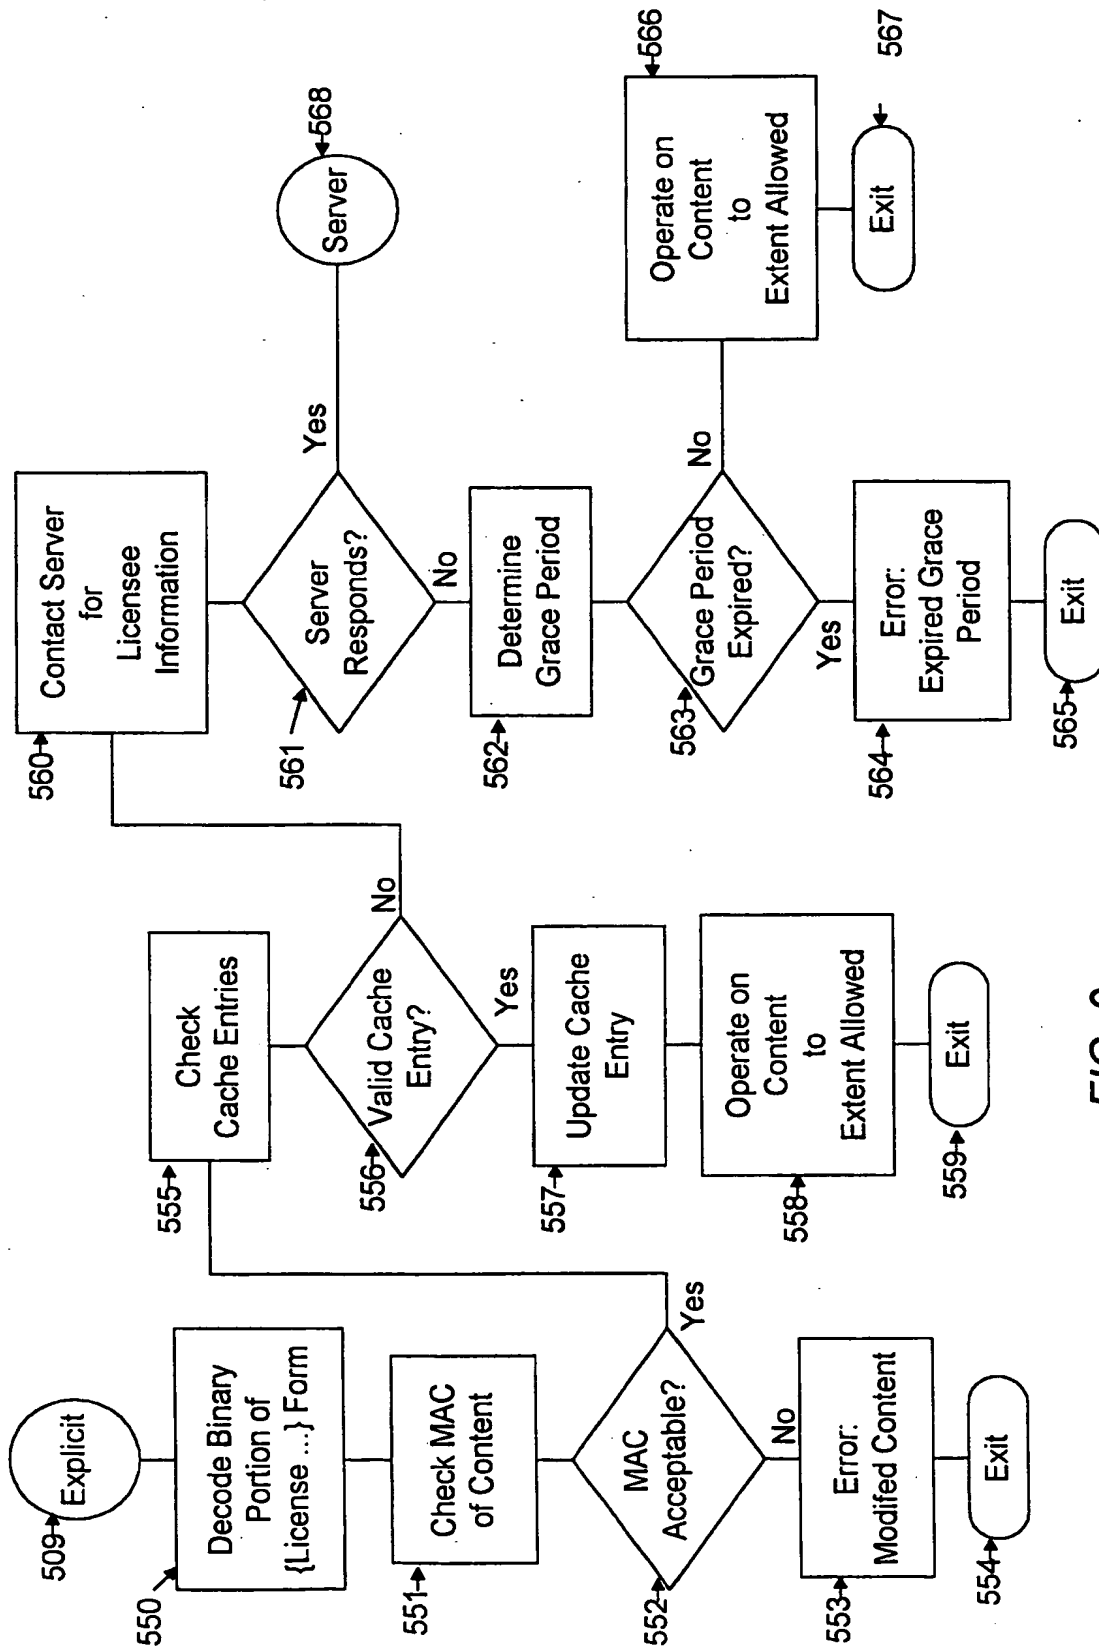 509
Explicit
550
Decode Binary
Portion of
{License ...} Form
551
Check MAC
of Content
552
MAC
Acceptable?
Yes
No
553
Error:
Modifed Content
554
Exit
555
Check
Cache Entries
556
Valid Cache
Entry?
No
Yes
557
Update Cache
Entry
558
Operate on
Content
to
Extent Allowed
559
Exit
560
Contact Server
for
Licensee
Information
561
Server
Responds?
Yes
568
Server
No
562
Determine
Grace Period
563
Grace Period
Expired?
No
Yes
564
Error:
Expired Grace
Period
565
Exit
566
Operate on
Content
to
Extent Allowed
567
Exit